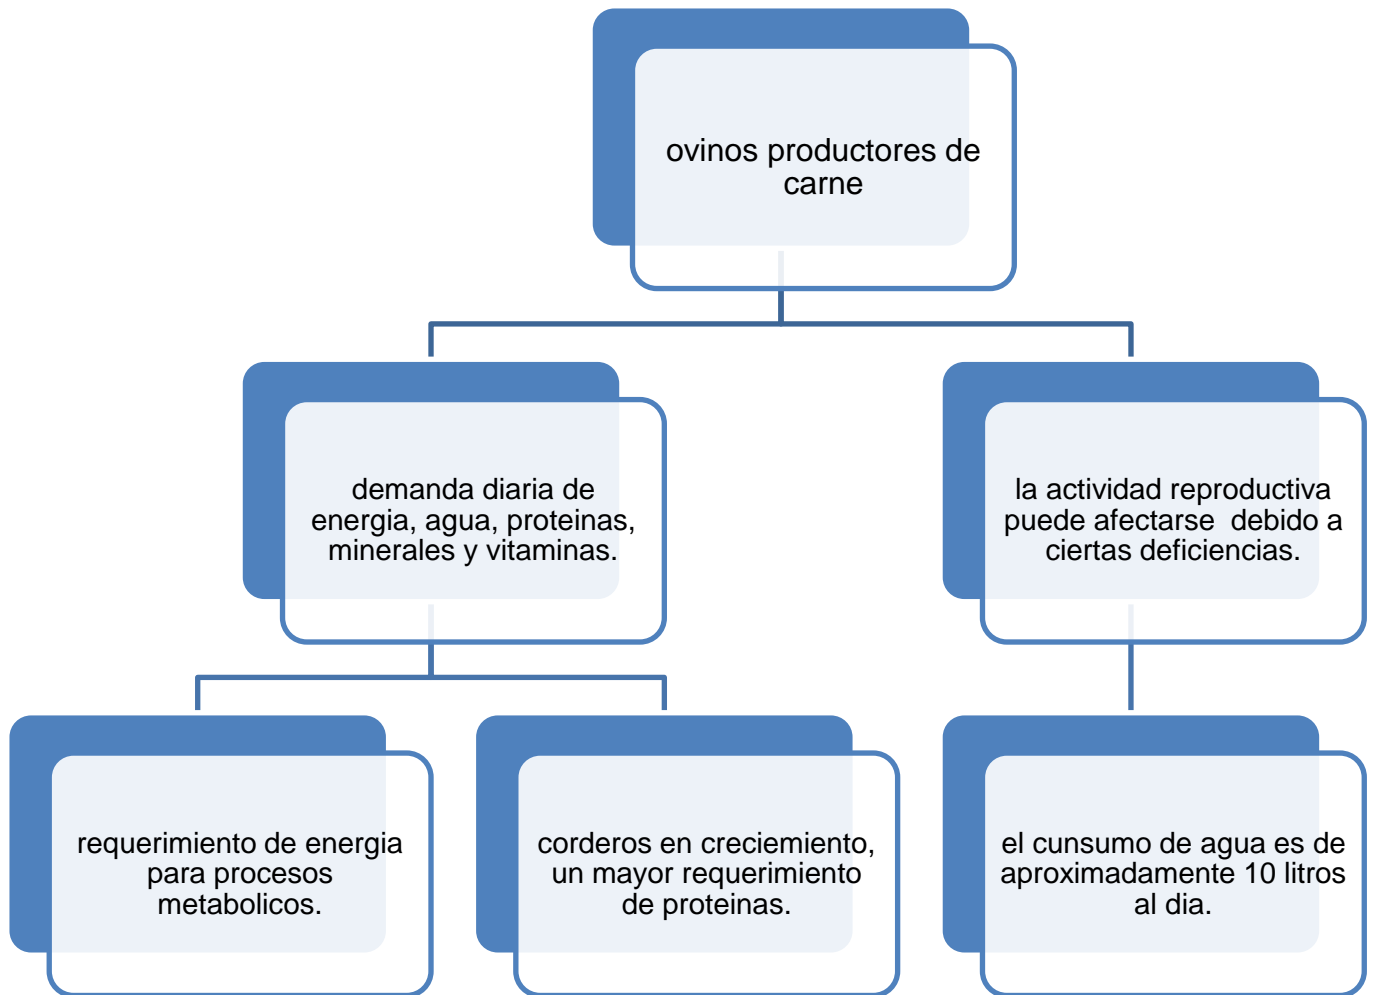 ovinos productores de
carne
demanda diaria de
energia, agua, proteinas,
minerales y vitaminas.
la actividad reproductiva
puede afectarse  debido a
ciertas deficiencias.
requerimiento de energia
para procesos
metabolicos.
corderos en creciemiento,
un mayor requerimiento
de proteinas.
el cunsumo de agua es de
aproximadamente 10 litros
al dia.